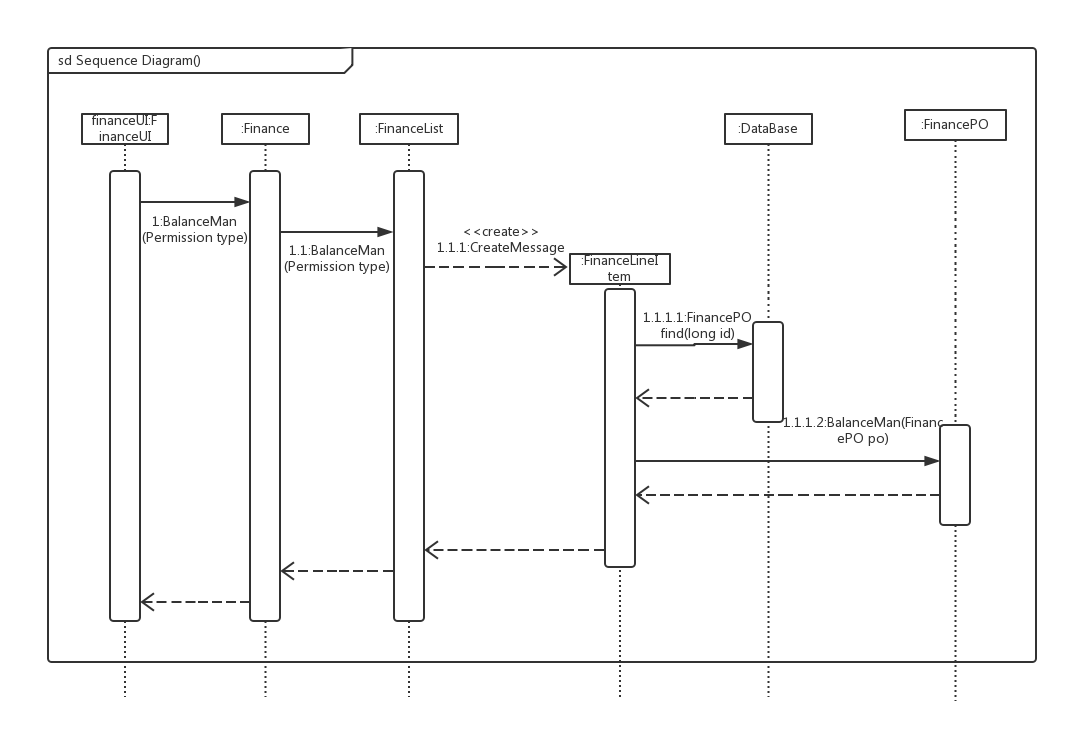 sd Sequence Diagram()
financeUI:F
inanceUI
:Finance
:FinanceList
:DataBase
:FinancePO
1:BalanceMan
(Permission type)
1.1:BalanceMan
(Permission type)
<<create>>
1.1.1:CreateMessage
:FinanceLineI
tem
1.1.1.1:FinancePO
find(long id)
1.1.1.2:BalanceMan(Financ
ePO po)